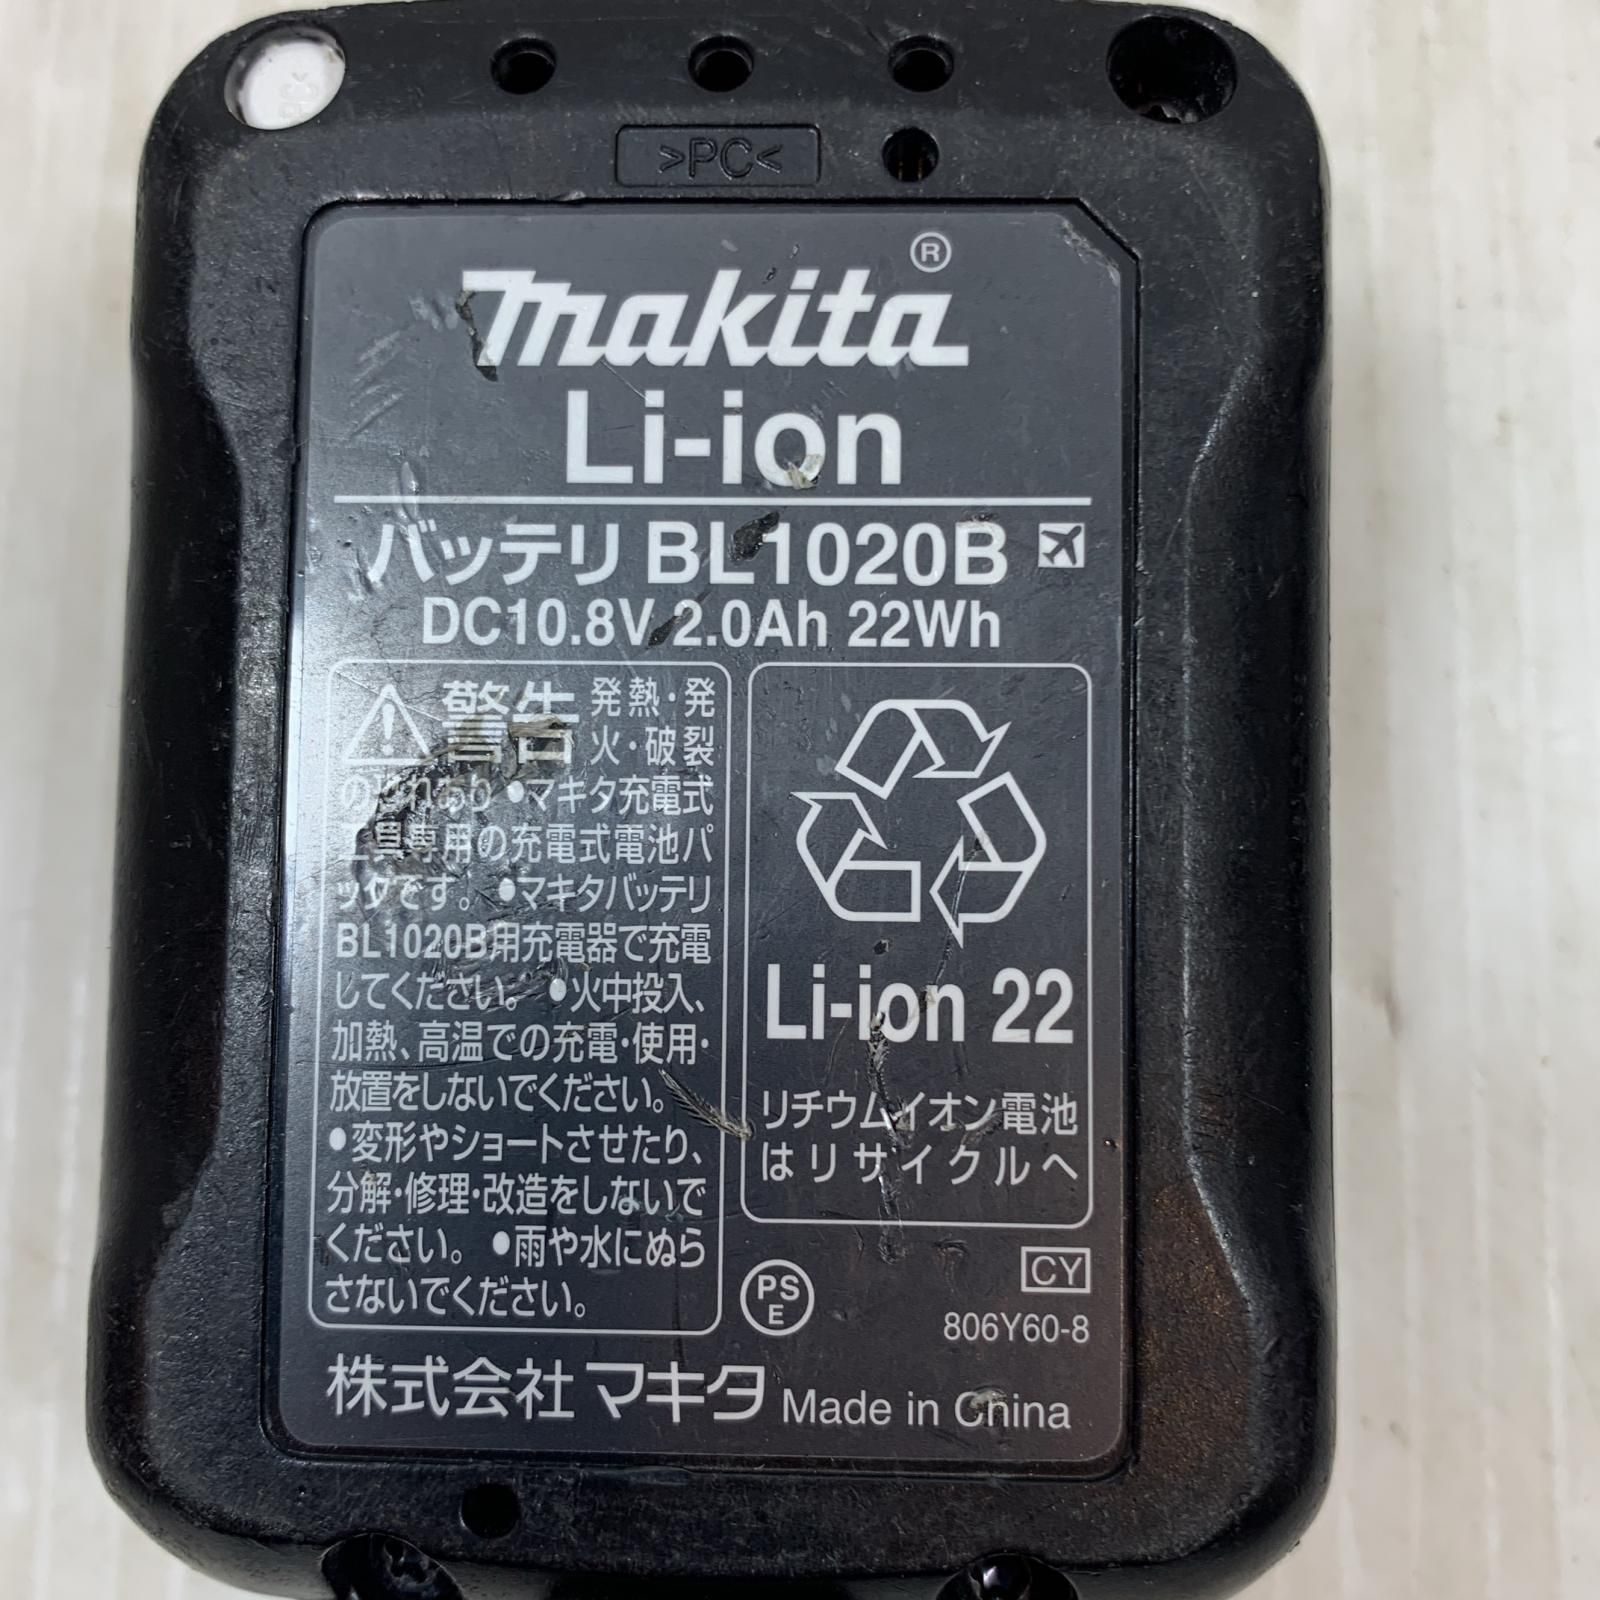 >PC<
makita®
Li-ion
バッテリ BL1020B
DC10.8V 2.0Ah 22Wh
警告 発熱・発
火・破裂
のおそれあり ●マキタ充電式
工具専用の充電式電池パ
ックです。 ●マキタバッテリ
BL1020B用充電器で充電
してください。 ●火中投入、
加熱、高温での充電・使用・
放置をしないでください。
●変形やショートさせたり、
分解・修理・改造をしないで
ください。 ●雨や水にぬら
さないでください。
Li-ion 22
リチウムイオン電池
はリサイクルへ
PS
E
CY
806Y60-8
株式会社マキタ Made in China